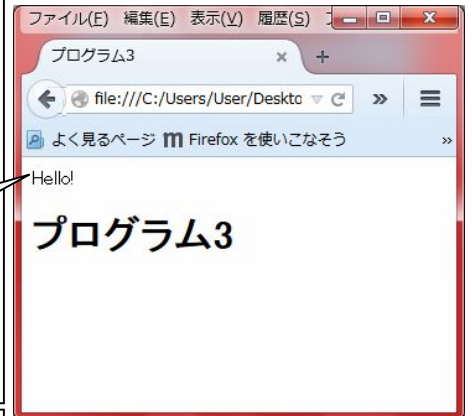 ファイル(F) 編集(E) 表示(V) 履歴(S)
プログラム3 × +
file:///C:/Users/User/Deskto
よく見るページ Firefox を使いこなそう »
Hello!
プログラム3